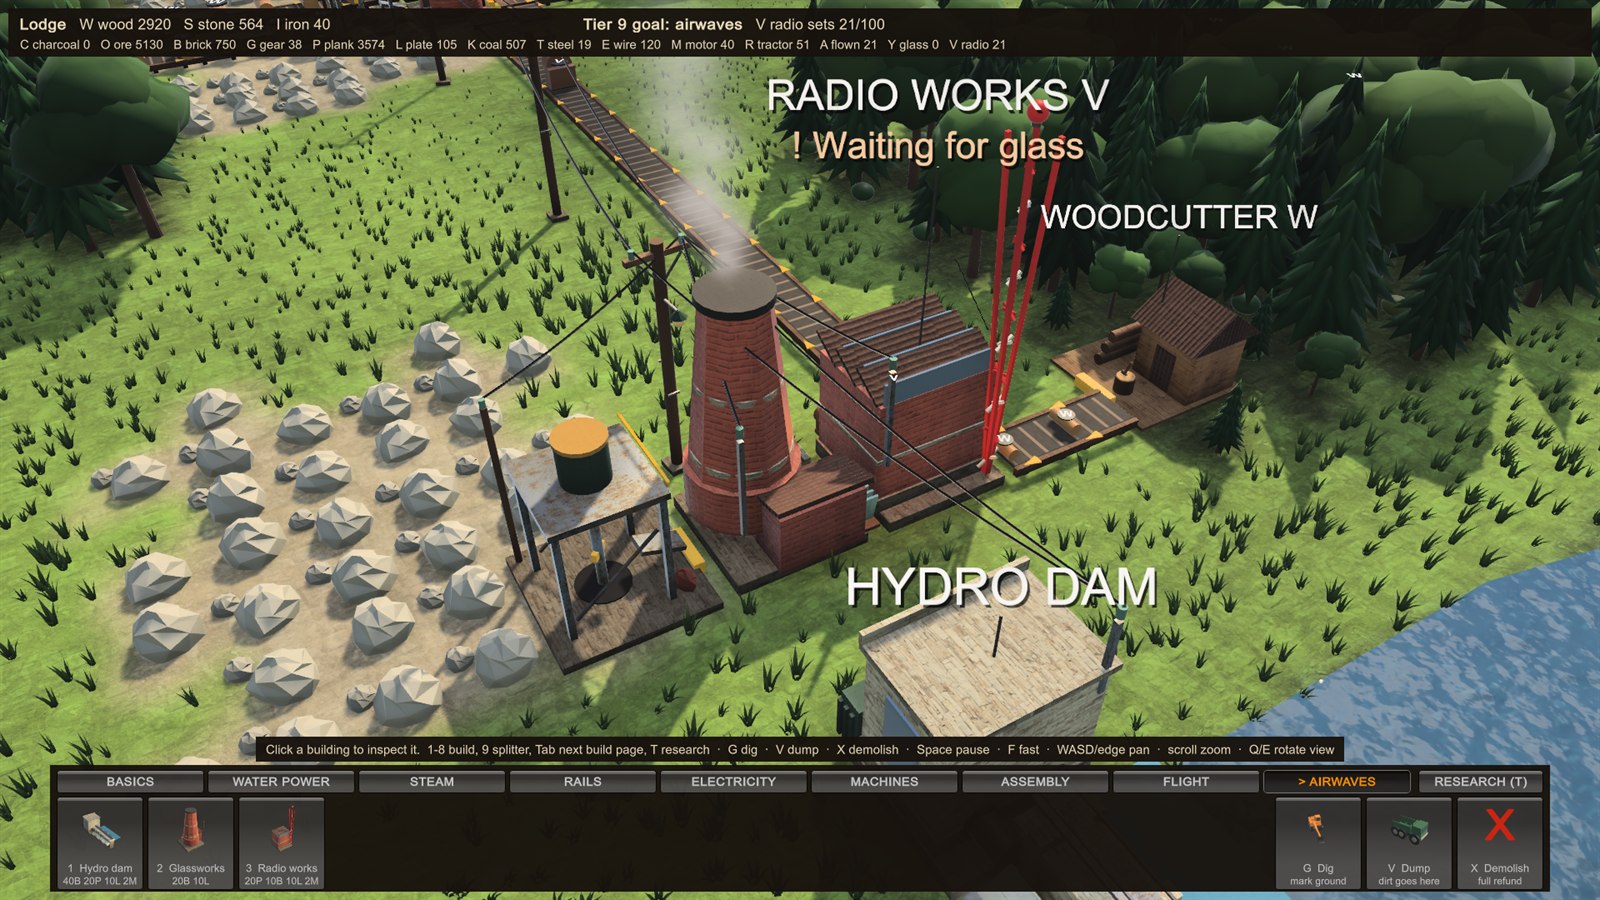 Lodge W wood 2920 S stone 564 I iron 40
Tier 9 goal: airwaves V radio sets 21/100
C charcoal 0 O ore 5130 B brick 750 G gear 38 P plank 3574 L plate 105 K coal 507 T steel 19 E wire 120 M motor 40 R tractor 51 A flown 21 Y glass 0 V radio 21
RADIO WORKS V
! Waiting for glass
WOODCUTTER W
W
W
HYDRO DAM
Click a building to inspect it. 1-8 build, 9 splitter, Tab next build page, T research · G dig · V dump · X demolish · Space pause · F fast · WASD/edge pan · scroll zoom · Q/E rotate view
BASICS
WATER POWER
STEAM
RAILS
ELECTRICITY
MACHINES
ASSEMBLY
FLIGHT
> AIRWAVES
RESEARCH (T)
1 Hydro dam
40B 20P 10L 2M
2 Glassworks
20B 10L
3 Radio works
20P 10B 10L 2M
G Dig
mark ground
V Dump
dirt goes here
X Demolish
full refund